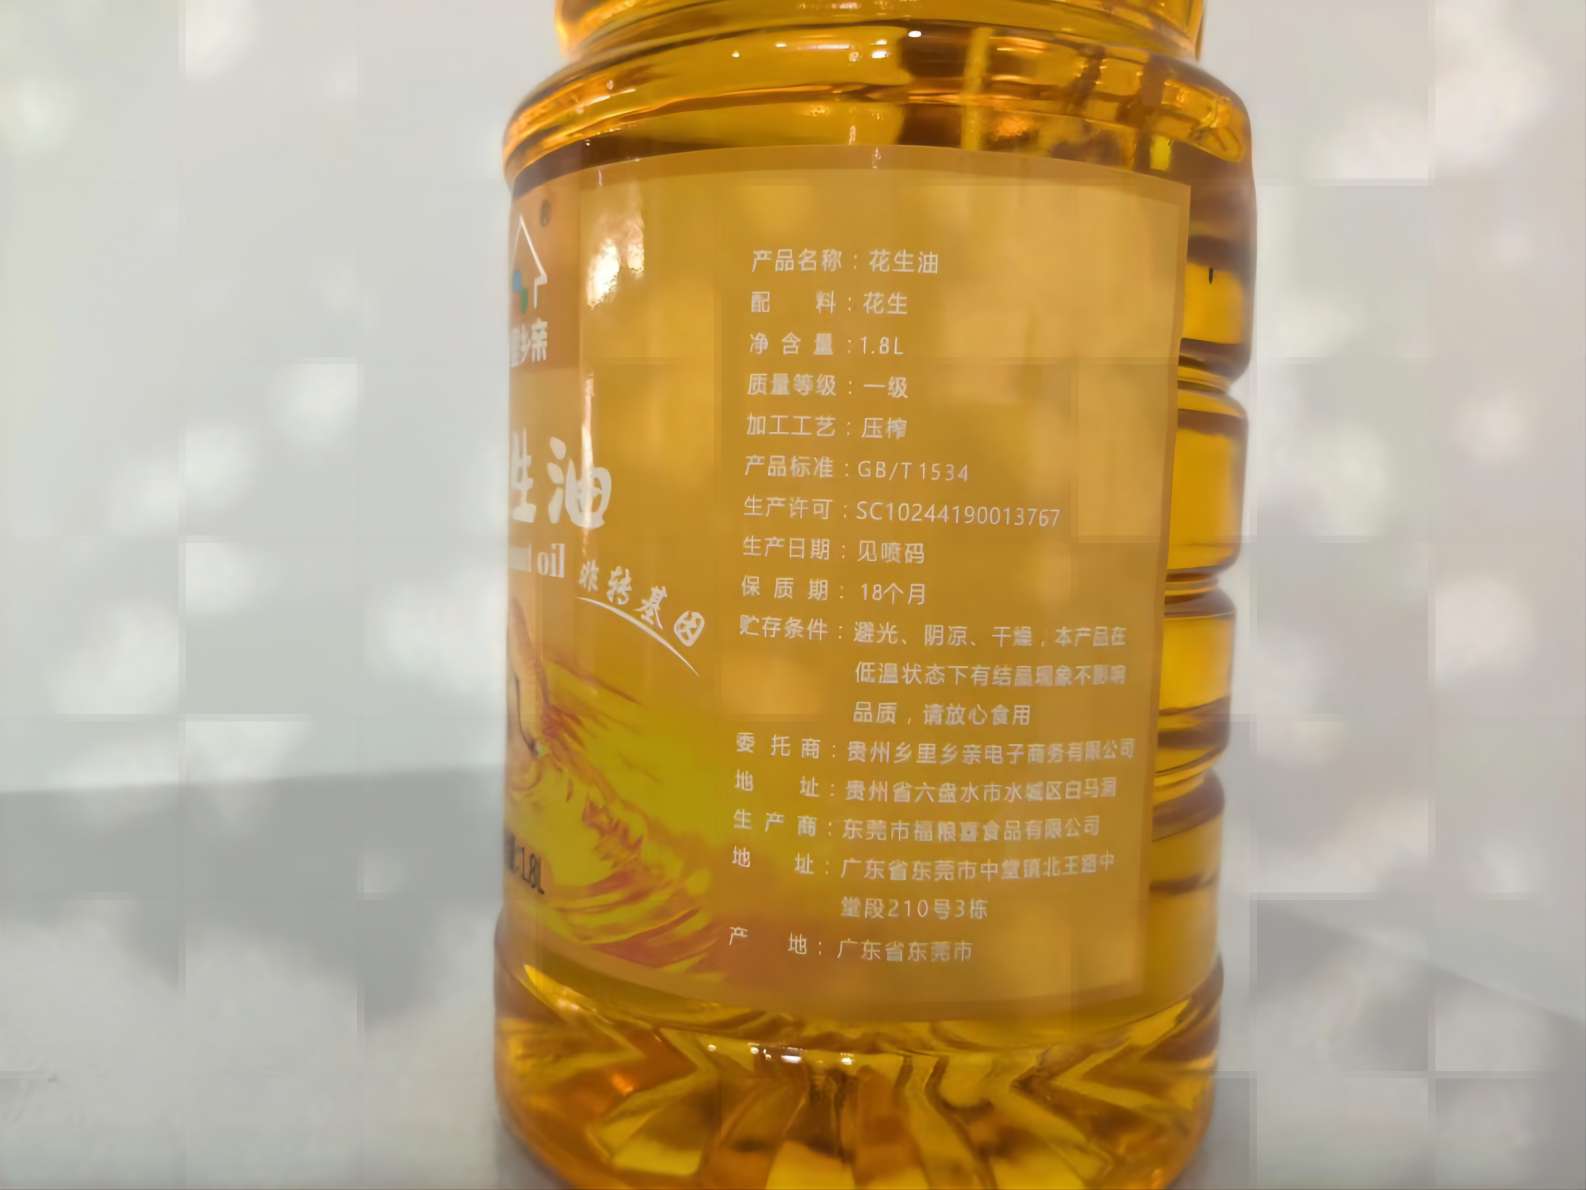 乡亲
生油
oil
非转基因
1.8L
产品名称：花生油
配 料：花生
净含量：1.8L
质量等级：一级
加工工艺：压榨
产品标准：GB/T 1534
生产许可：SC10244190013767
生产日期：见喷码
保质期：18个月
贮存条件：避光、阴凉、干燥，本产品在
低温状态下有结晶现象不影响
品质，请放心食用
委托商：贵州乡里乡亲电子商务有限公司
地 址：贵州省六盘水市水城区白马洞
生产商：东莞市福粮喜食品有限公司
地 址：广东省东莞市中堂镇北王路中
堂段210号3栋
产 地：广东省东莞市